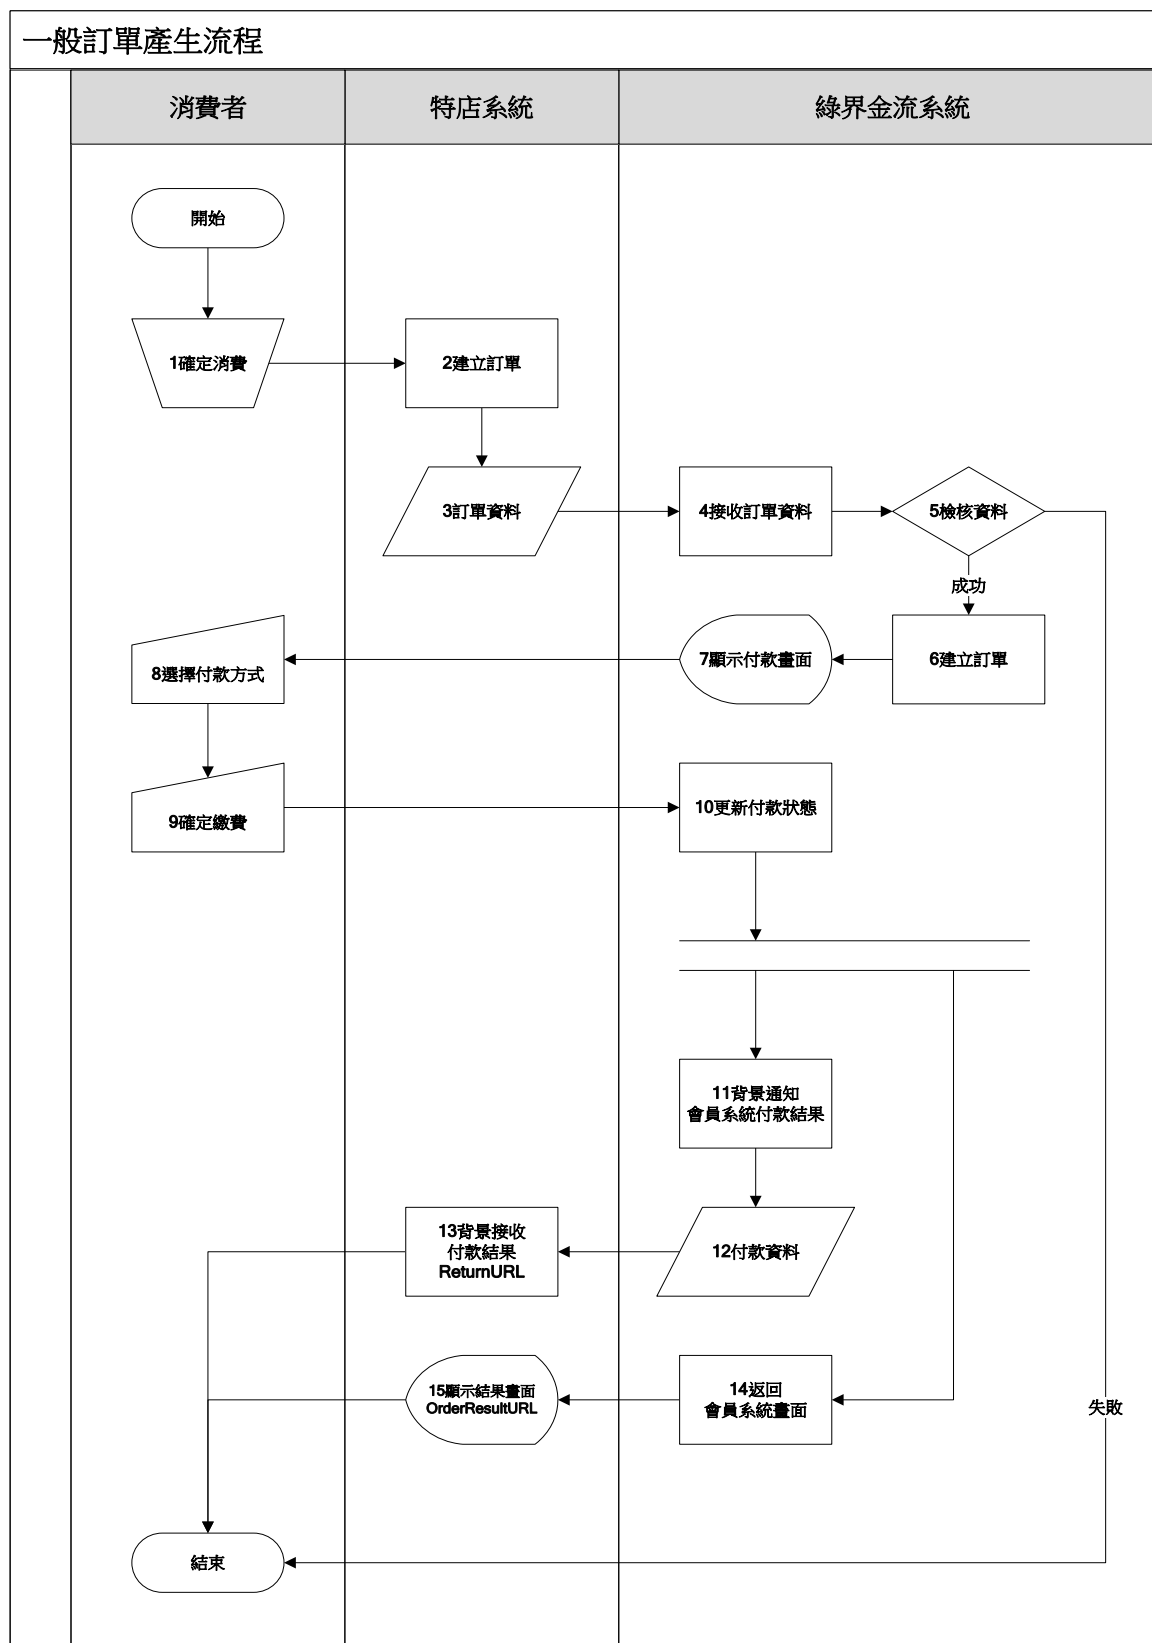 一般訂單產生流程
消費者
特店系統
綠界金流系統
開始
1確定消費
2建立訂單
3訂單資料
4接收訂單資料
5檢核資料
成功
6建立訂單
7顯示付款畫面
8選擇付款方式
9確定繳費
10更新付款狀態
11背景通知
會員系統付款結果
12付款資料
13背景接收
付款結果
ReturnURL
14返回
會員系統畫面
15顯示結果畫面
OrderResultURL
失敗
結束